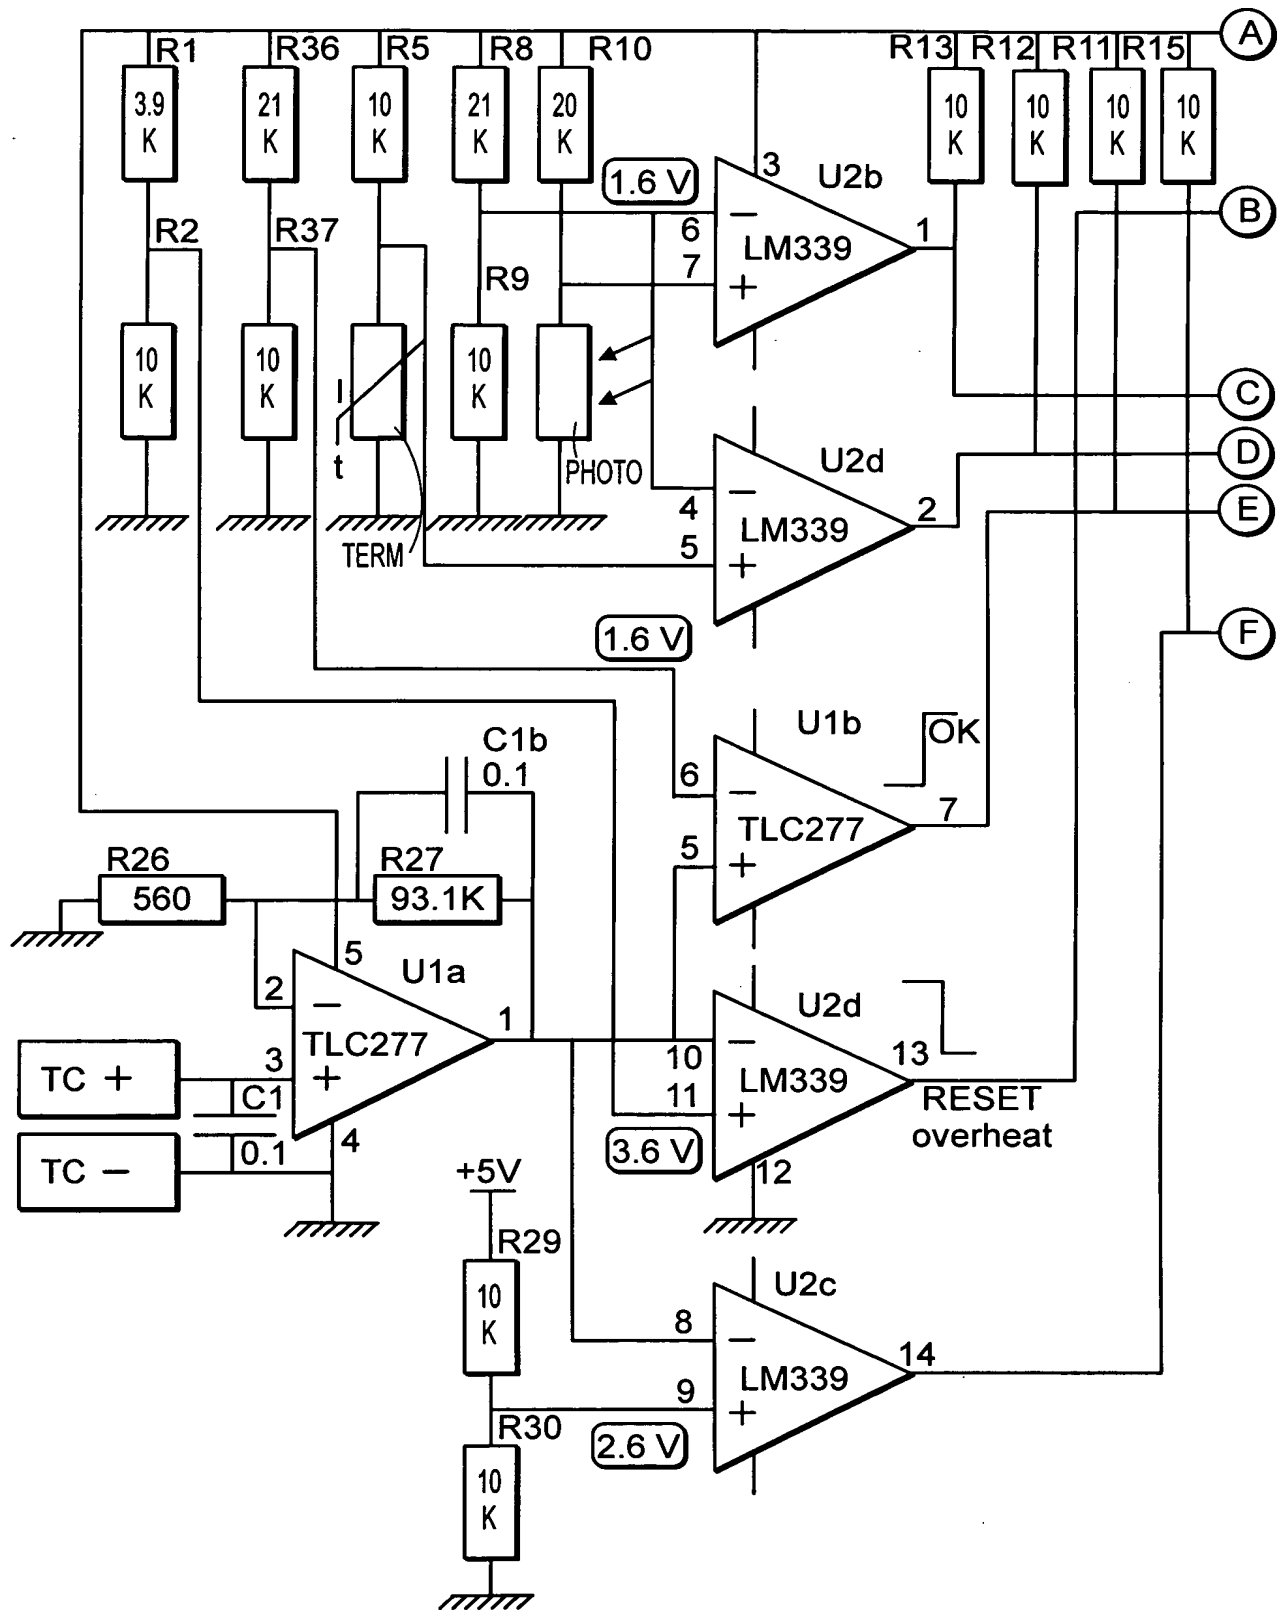 R1 R36 R5 R8 R10 R13 R12 R11 R15 A
3.9 K
21 K
10 K
21 K
20 K
10 K
10 K
10 K
10 K
1.6 V
3
U2b
B
R2
R37
6
LM339
1
7
R9
10 K
10 K
10 K
t
PHOTO
TERM
C
U2d
D
4
LM339
2
5
E
1.6 V
F
U1b
OK
C1b
0.1
6
TLC277
7
5
R26
560
R27
93.1K
5
U1a
2
TLC277
1
3
4
TC +
C1
0.1
TC −
U2d
10
LM339
13
11
RESET
overheat
3.6 V
12
+5V
R29
10 K
U2c
8
LM339
14
9
R30
2.6 V
10 K